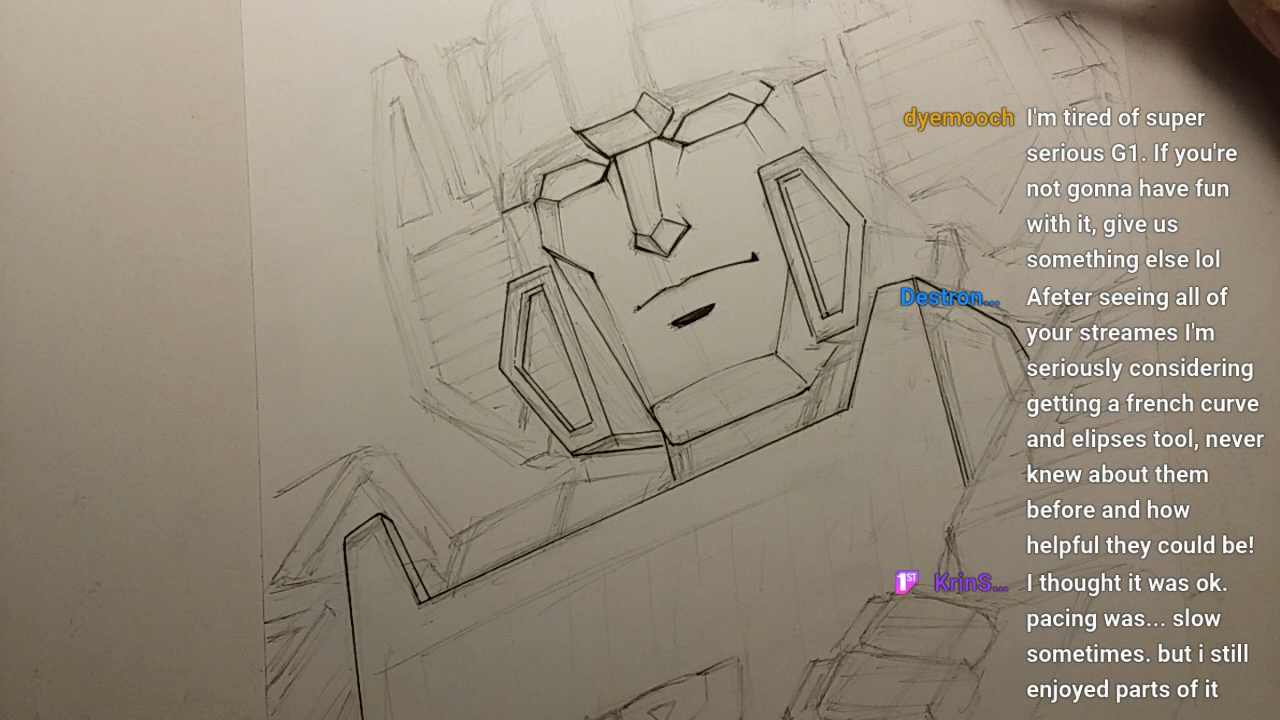 dyemooch I'm tired of super
serious G1. If you're
not gonna have fun
with it, give us
something else lol
Destron... Afeter seeing all of
your streames I'm
seriously considering
getting a french curve
and elipses tool, never
knew about them
before and how
helpful they could be!
1ST KrinS... I thought it was ok.
pacing was... slow
sometimes. but i still
enjoyed parts of it